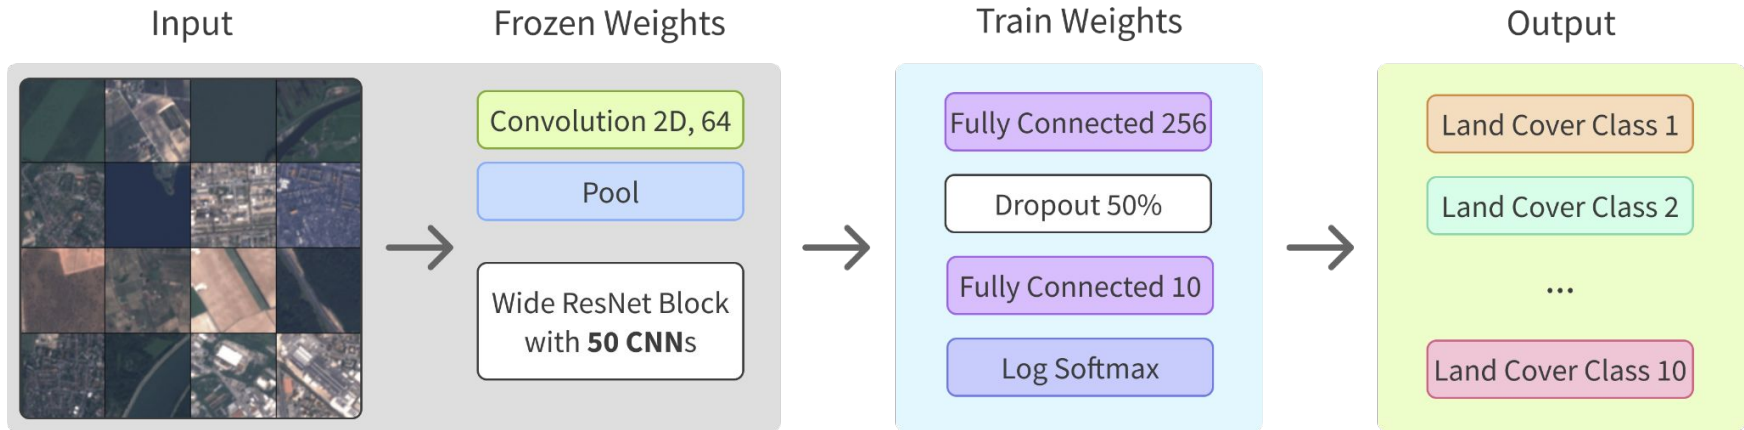 Input
Frozen Weights
Convolution 2D, 64
Pool
Wide ResNet Block
with 50 CNNs
Train Weights
Fully Connected 256
Dropout 50%
Fully Connected 10
Log Softmax
Output
Land Cover Class 1
Land Cover Class 2
...
Land Cover Class 10